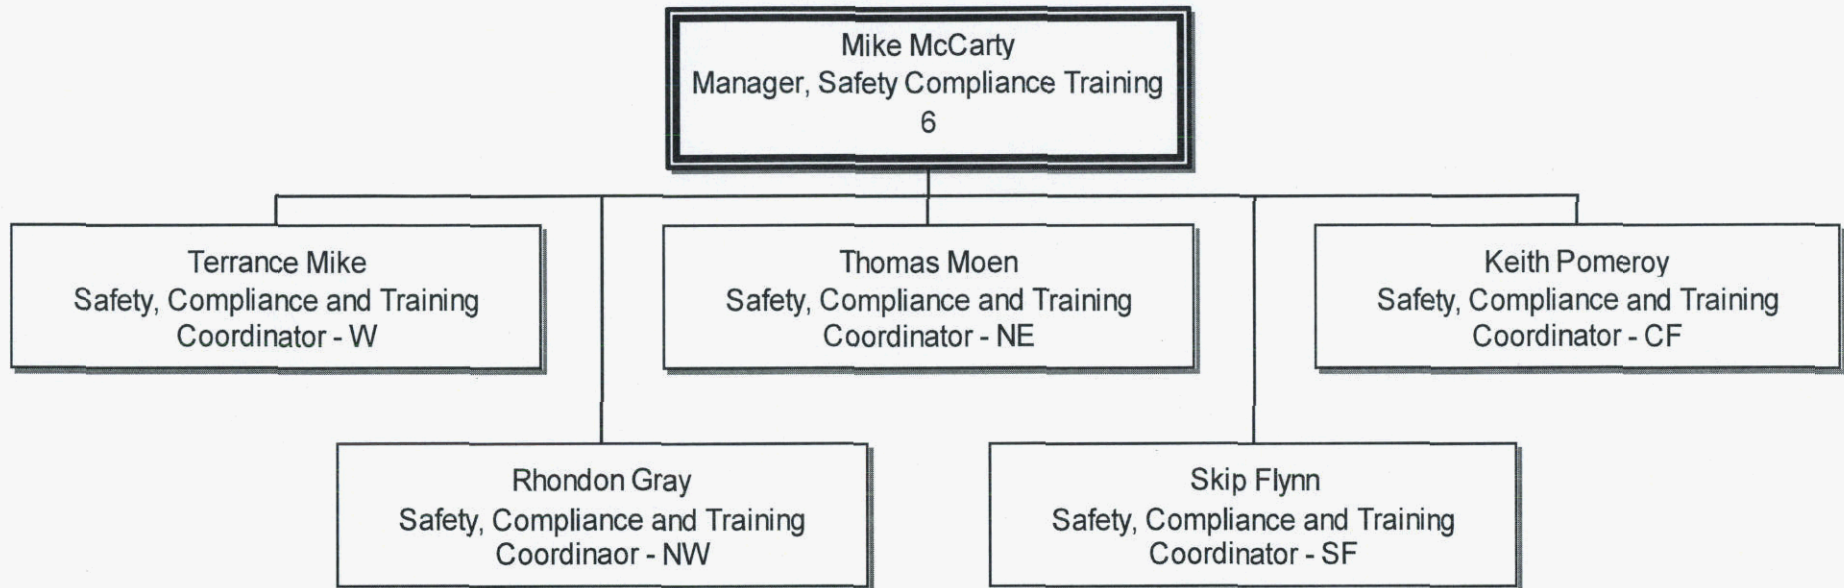 Mike McCarty
Manager, Safety Compliance Training
6
Terrance Mike
Safety, Compliance and Training
Coordinator - W
Thomas Moen
Safety, Compliance and Training
Coordinator - NE
Keith Pomeroy
Safety, Compliance and Training
Coordinator - CF
Rhondon Gray
Safety, Compliance and Training
Coordinaor - NW
Skip Flynn
Safety, Compliance and Training
Coordinator - SF